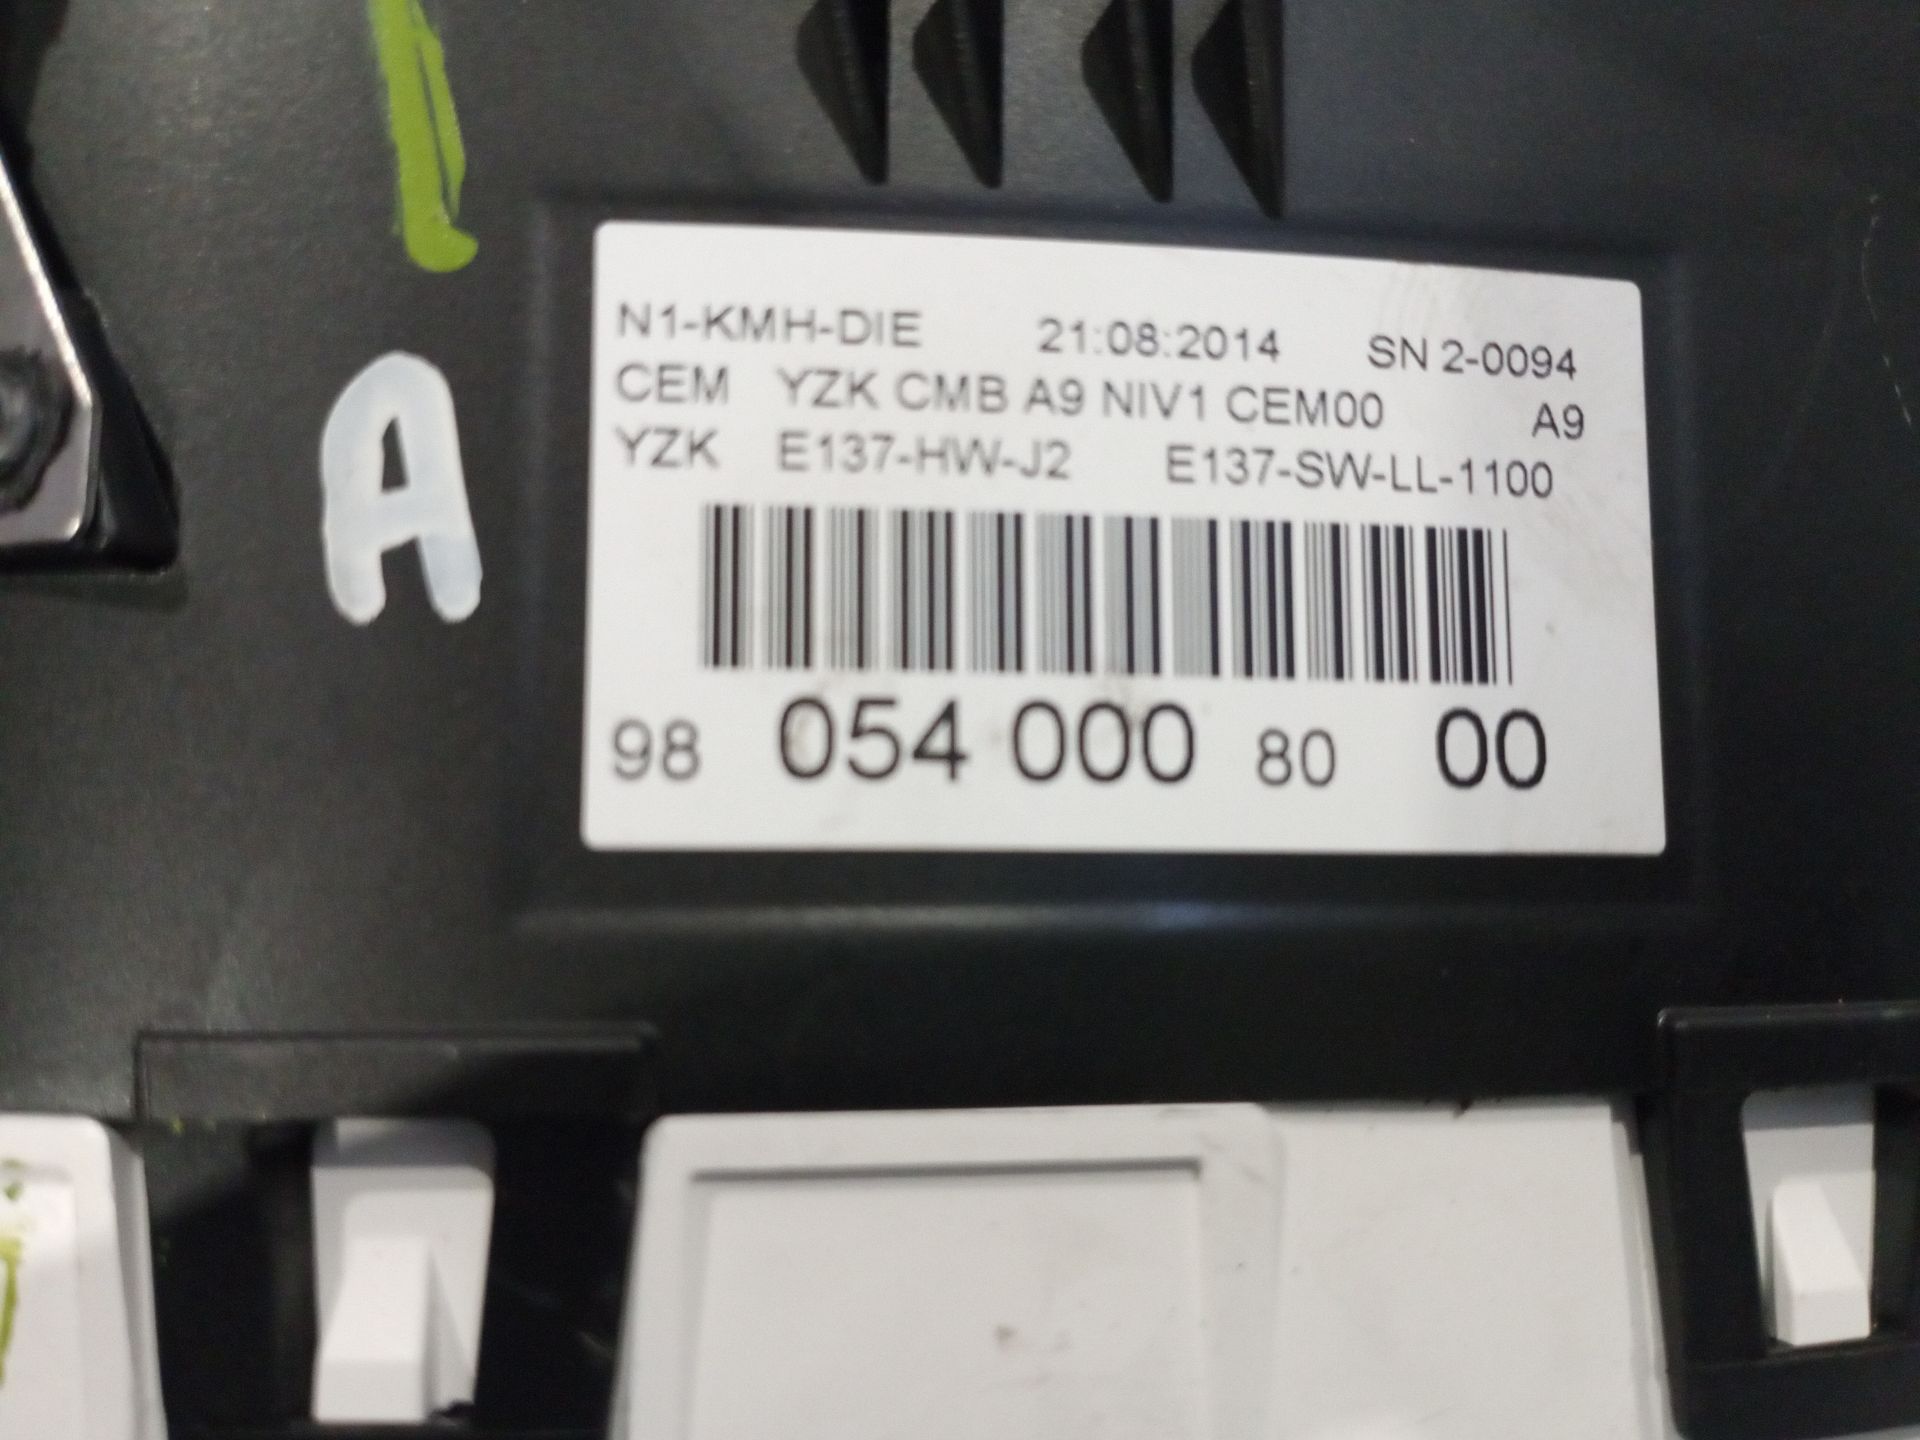 N1-KMH-DIE 21:08:2014 SN 2-0094
CEM YZK CMB A9 NIV1 CEM00 A9
YZK E137-HW-J2 E137-SW-LL-1100
98 054 000 80 00
A